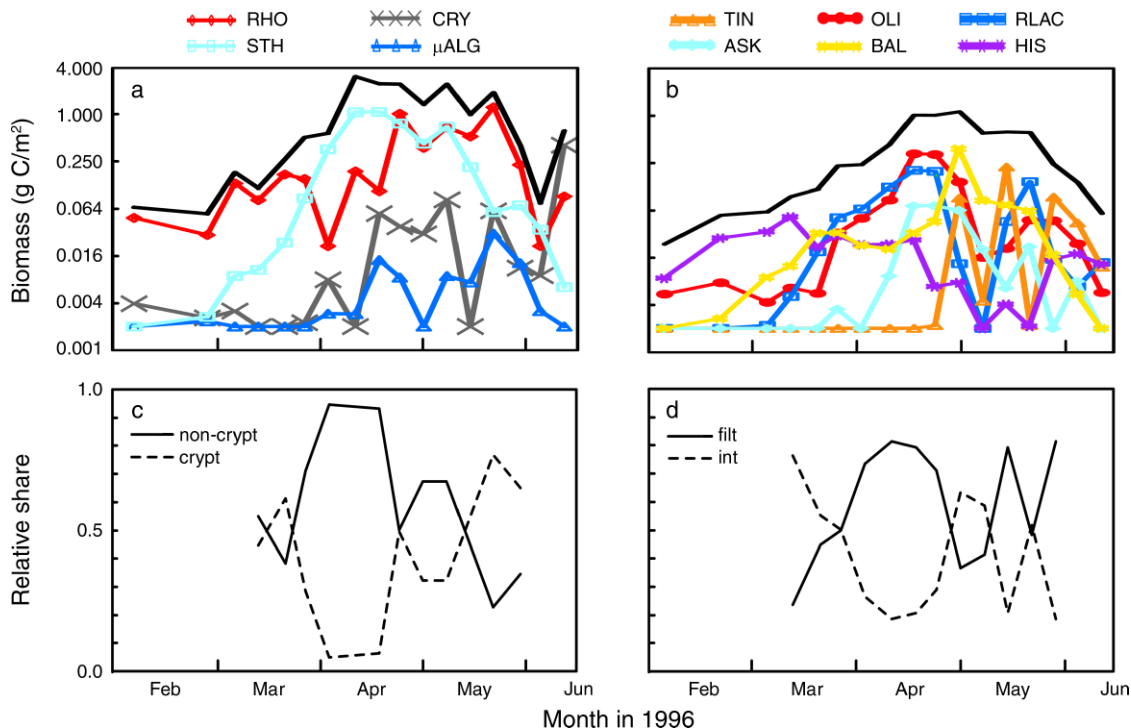 RHO CRY TIN OLI RLAC
STH μALG ASK BAL HIS
4.000 a b
1.000
0.250
0.064
0.016
0.004
0.001
Biomass (g C/m²)
1.0 c d
non-crypt filt
crypt int
0.5
0.0
Relative share
Feb Mar Apr May Jun Feb Mar Apr May Jun
Month in 1996